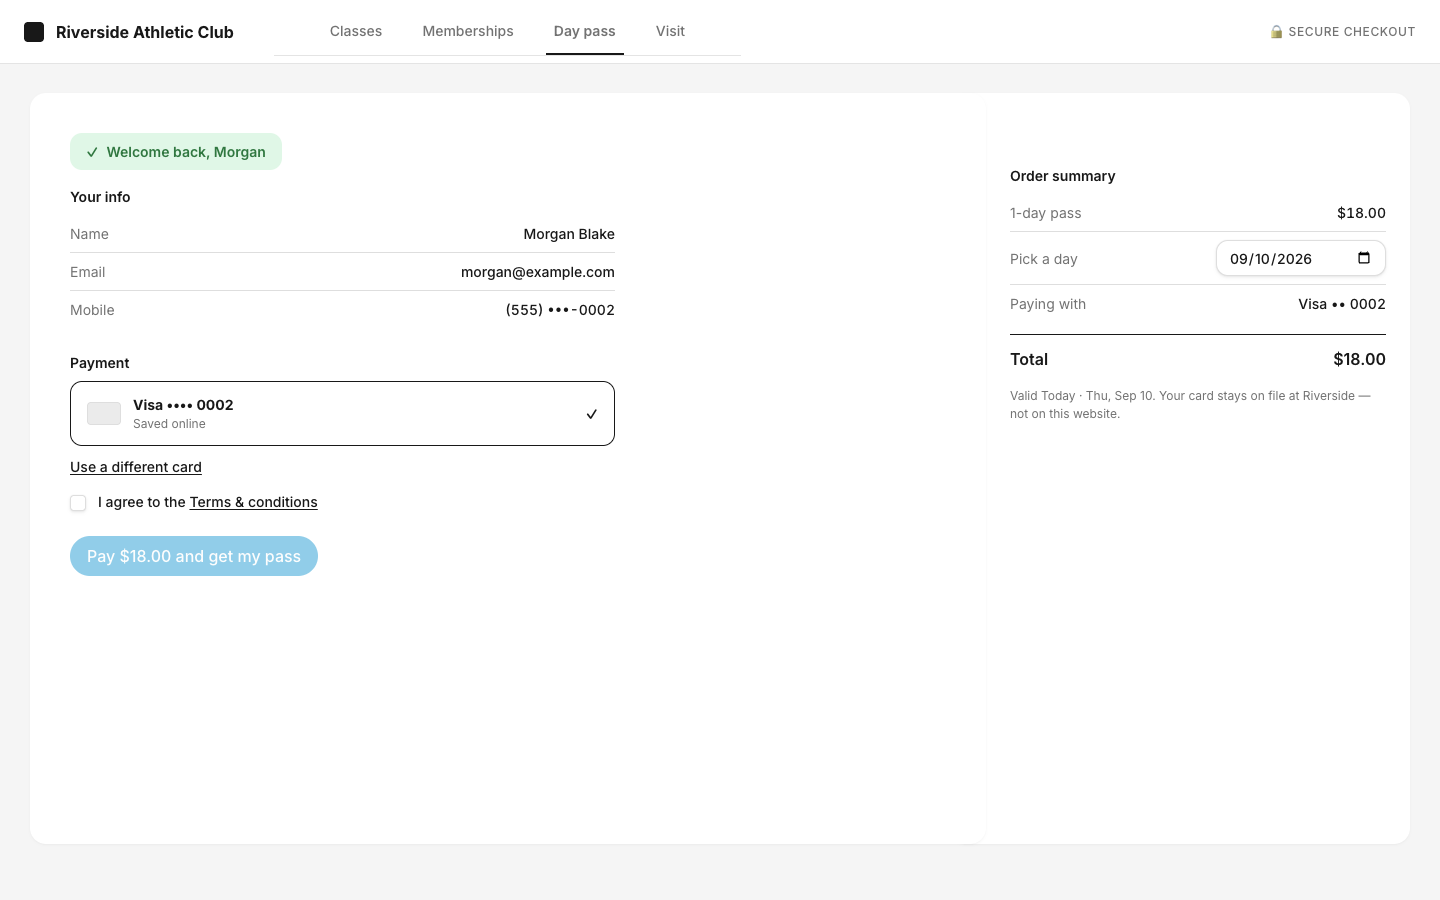 Riverside Athletic Club
Classes
Memberships
Day pass
Visit
🔒 SECURE CHECKOUT
✓ Welcome back, Morgan
Your info
Name Morgan Blake
Email morgan@example.com
Mobile (555) •••-0002
Payment
Visa •••• 0002
Saved online
✓
Use a different card
I agree to the Terms & conditions
Pay $18.00 and get my pass
Order summary
1-day pass $18.00
Pick a day 09/10/2026
Paying with Visa •• 0002
Total $18.00
Valid Today · Thu, Sep 10. Your card stays on file at Riverside —
not on this website.